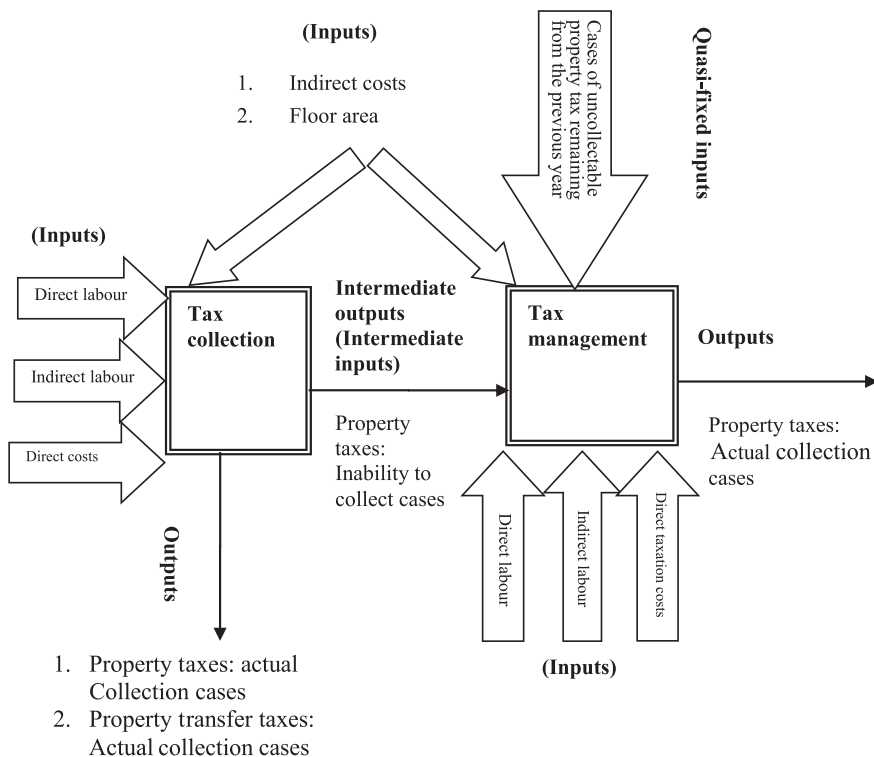 (Inputs)
1. Indirect costs
2. Floor area
Cases of uncollectable
property tax remaining
from the previous year
Quasi-fixed inputs
(Inputs)
Direct labour
Indirect labour
Direct costs
Tax
collection
Intermediate
outputs
(Intermediate
inputs)
Property
taxes:
Inability to
collect cases
Tax
management
Outputs
Property taxes:
Actual collection
cases
Direct labour
Indirect labour
Direct taxation costs
(Inputs)
Outputs
1. Property taxes: actual
Collection cases
2. Property transfer taxes:
Actual collection cases